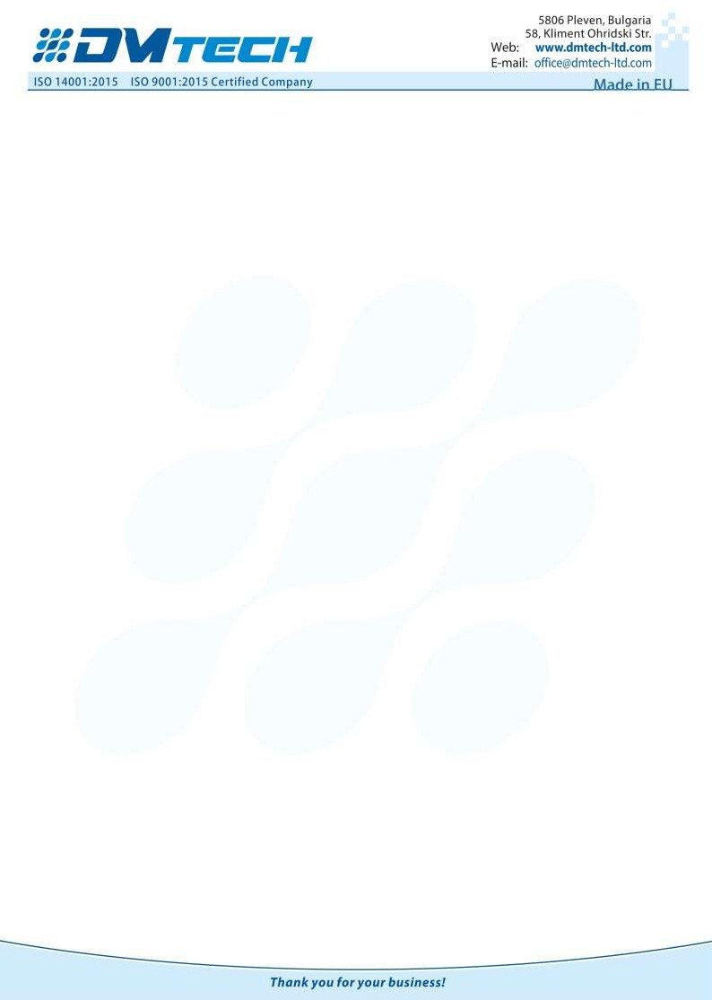 DMTECH
5806 Pleven, Bulgaria
58, Kliment Ohridski Str.
Web: www.dmtech-ltd.com
E-mail: office@dmtech-ltd.com
ISO 14001:2015 ISO 9001:2015 Certified Company
Made in EU
Thank you for your business!